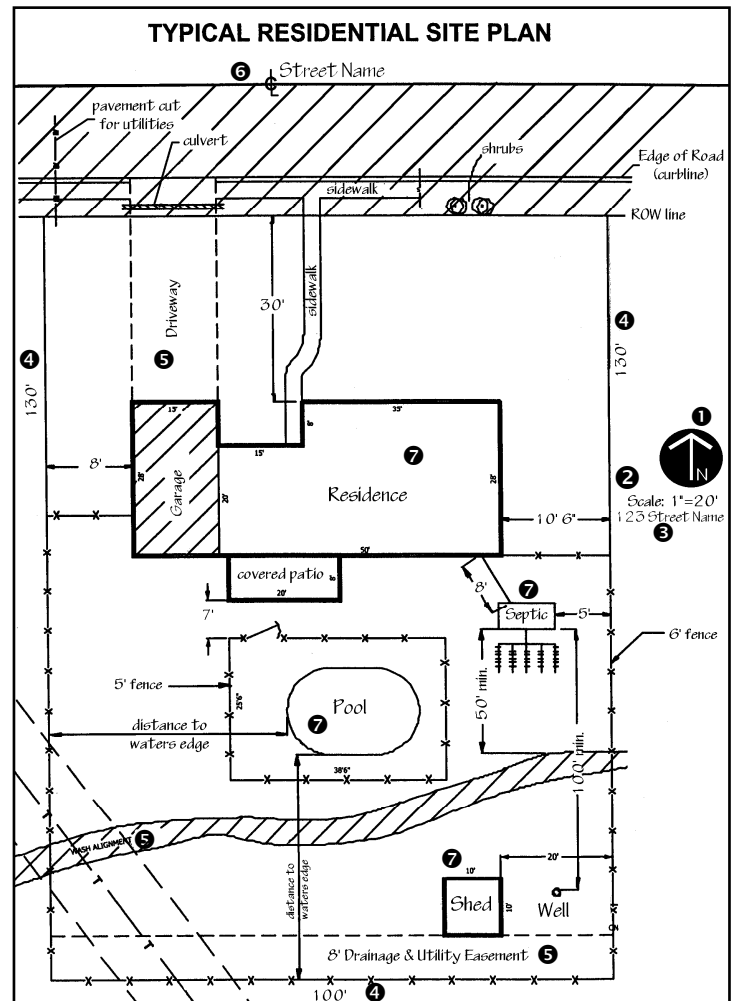 TYPICAL RESIDENTIAL SITE PLAN
6 Street Name
pavement cut
for utilities
culvert
shrubs
Edge of Road
(curbline)
sidewalk
ROW line
30'
sidewalk
Driveway
5
4
130'
4
130'
1
N
2
Scale: 1"=20'
123 Street Name
3
15'
35'
8'
15'
7
28'
Garage
20'
Residence
28'
8'
10' 6"
50'
covered patio
8'
20'
7'
8'
7
Septic
5'
6' fence
5' fence
25'6"
Pool
7
50' min.
100' min.
distance to
waters edge
38'6"
WASH ALIGNMENT 5
T
T
T
distance to
waters edge
7
10'
20'
Shed
10'
Well
8' Drainage & Utility Easement 5
100' 4